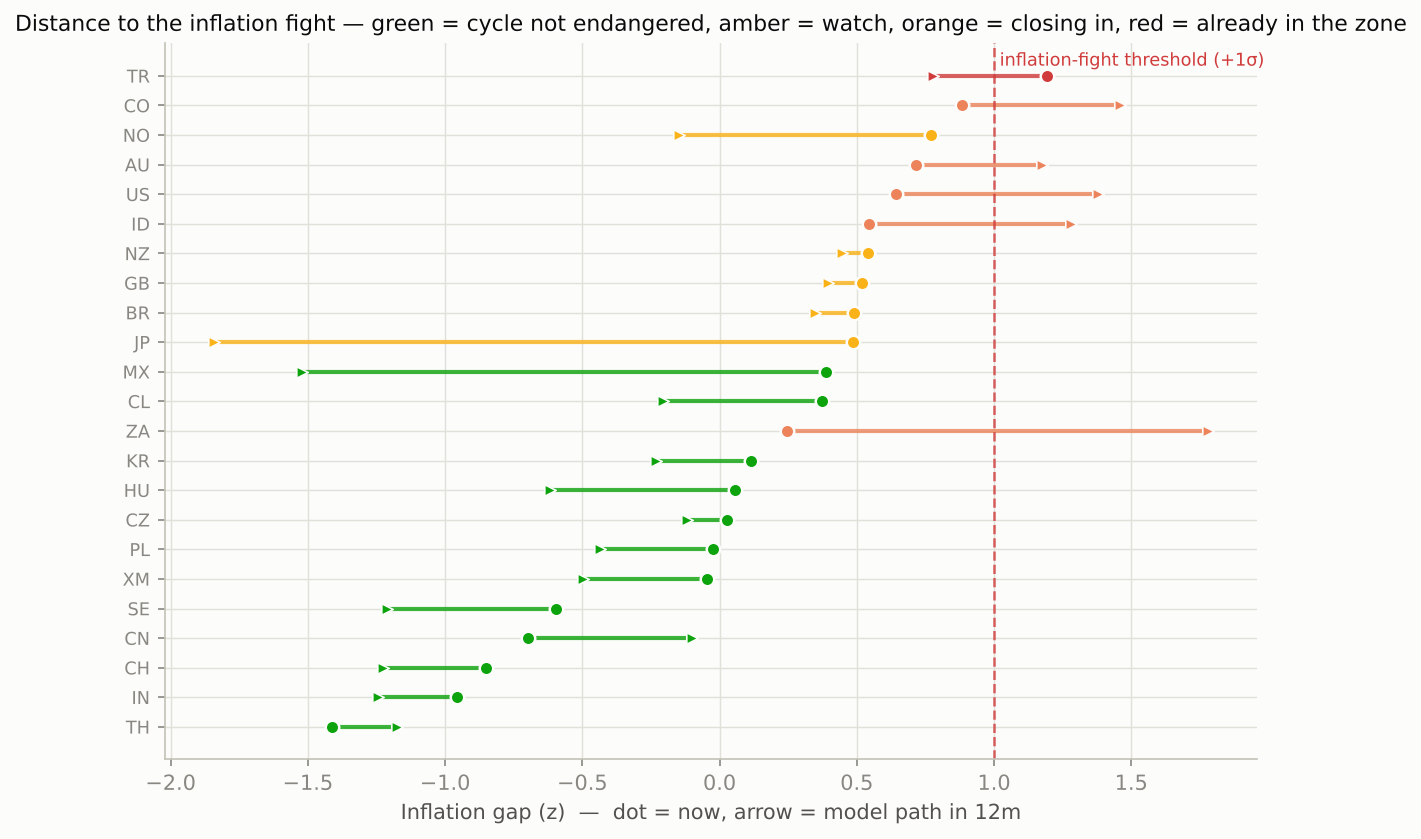 Distance to the inflation fight — green = cycle not endangered, amber = watch, orange = closing in, red = already in the zone
inflation-fight threshold (+1σ)
TR
CO
NO
AU
US
ID
NZ
GB
BR
JP
MX
CL
ZA
KR
HU
CZ
PL
XM
SE
CN
CH
IN
TH
−2.0 −1.5 −1.0 −0.5 0.0 0.5 1.0 1.5
Inflation gap (z) — dot = now, arrow = model path in 12m